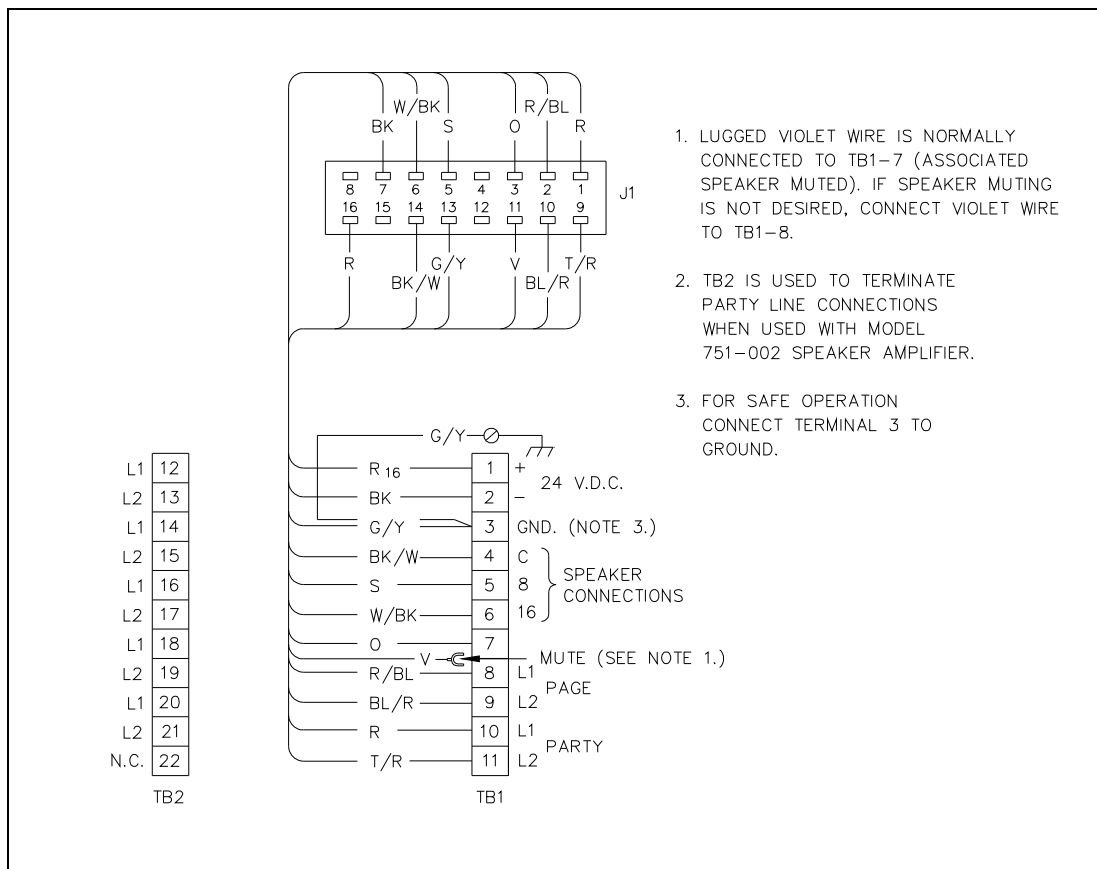 W/BK R/BL
BK S O R
8 7 6 5 4 3 2 1
16 15 14 13 12 11 10 9
J1
R G/Y V T/R
BK/W BL/R
1. LUGGED VIOLET WIRE IS NORMALLY
CONNECTED TO TB1-7 (ASSOCIATED
SPEAKER MUTED). IF SPEAKER MUTING
IS NOT DESIRED, CONNECT VIOLET WIRE
TO TB1-8.
2. TB2 IS USED TO TERMINATE
PARTY LINE CONNECTIONS
WHEN USED WITH MODEL
751-002 SPEAKER AMPLIFIER.
3. FOR SAFE OPERATION
CONNECT TERMINAL 3 TO
GROUND.
L1 12
L2 13
L1 14
L2 15
L1 16
L2 17
L1 18
L2 19
L1 20
L2 21
N.C. 22
TB2
G/Y
R 16 1 +
24 V.D.C.
BK 2 -
G/Y 3 GND. (NOTE 3.)
BK/W 4 C
S 5 8
SPEAKER
CONNECTIONS
W/BK 6 16
O 7
V MUTE (SEE NOTE 1.)
R/BL 8 L1
PAGE
BL/R 9 L2
R 10 L1
PARTY
T/R 11 L2
TB1